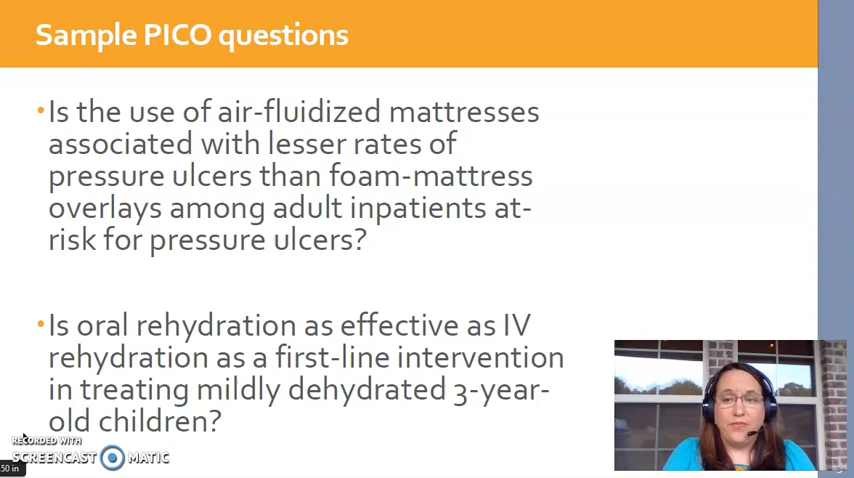 Sample PICO questions
•Is the use of air-fluidized mattresses
associated with lesser rates of
pressure ulcers than foam-mattress
overlays among adult inpatients at-
risk for pressure ulcers?
•Is oral rehydration as effective as IV
rehydration as a first-line intervention
in treating mildly dehydrated 3-year-
old children?
RECORDED WITH
SCREENCAST MATIC
50 in